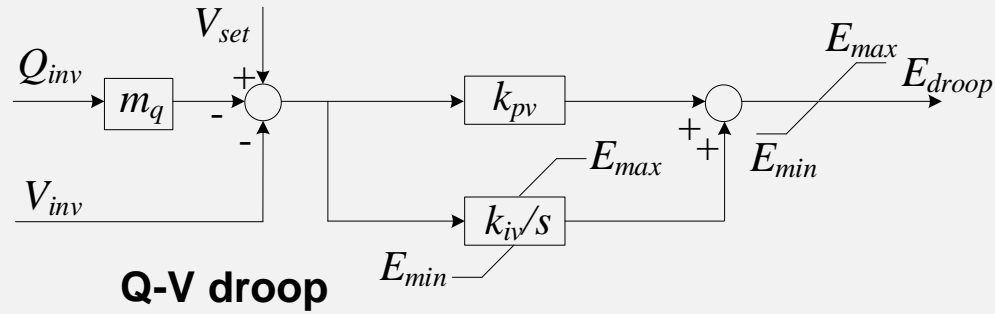 V_set
E_max
Q_inv
+
m_q
-
-
k_pv
+
+
E_droop
E_min
V_inv
E_max
k_iv/s
E_min
Q-V droop